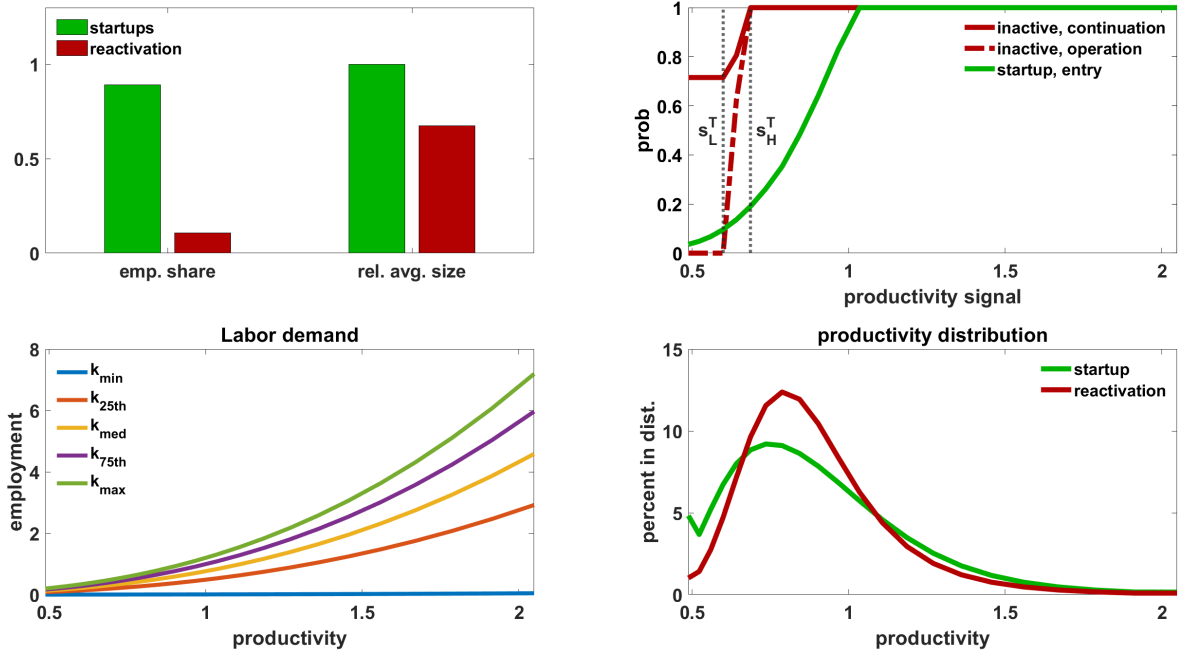 startups
reactivation
1
0.5
0
emp. share
rel. avg. size
1
0.8
0.6
0.4
0.2
0
prob
inactive, continuation
inactive, operation
startup, entry
s_L^T
s_H^T
0.5
1
1.5
2
productivity signal
Labor demand
8
6
4
2
0
employment
k_min
k_25th
k_med
k_75th
k_max
0.5
1
1.5
2
productivity
productivity distribution
15
10
5
0
percent in dist.
startup
reactivation
0.5
1
1.5
2
productivity